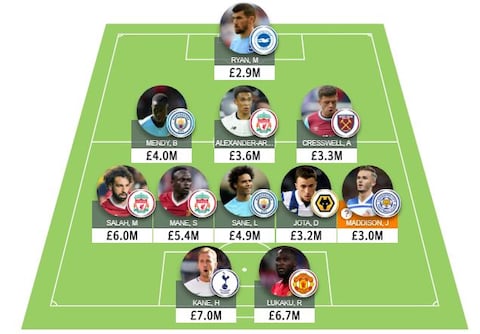 RYAN, M
£2.9M
MENDY, B
£4.0M
ALEXANDER-AR...
£3.6M
CRESSWELL, A
£3.3M
SALAH, M
£6.0M
MANE, S
£5.4M
SANE, L
£4.9M
JOTA, D
£3.2M
?
MADDISON, J
£3.0M
KANE, H
£7.0M
LUKAKU, R
£6.7M